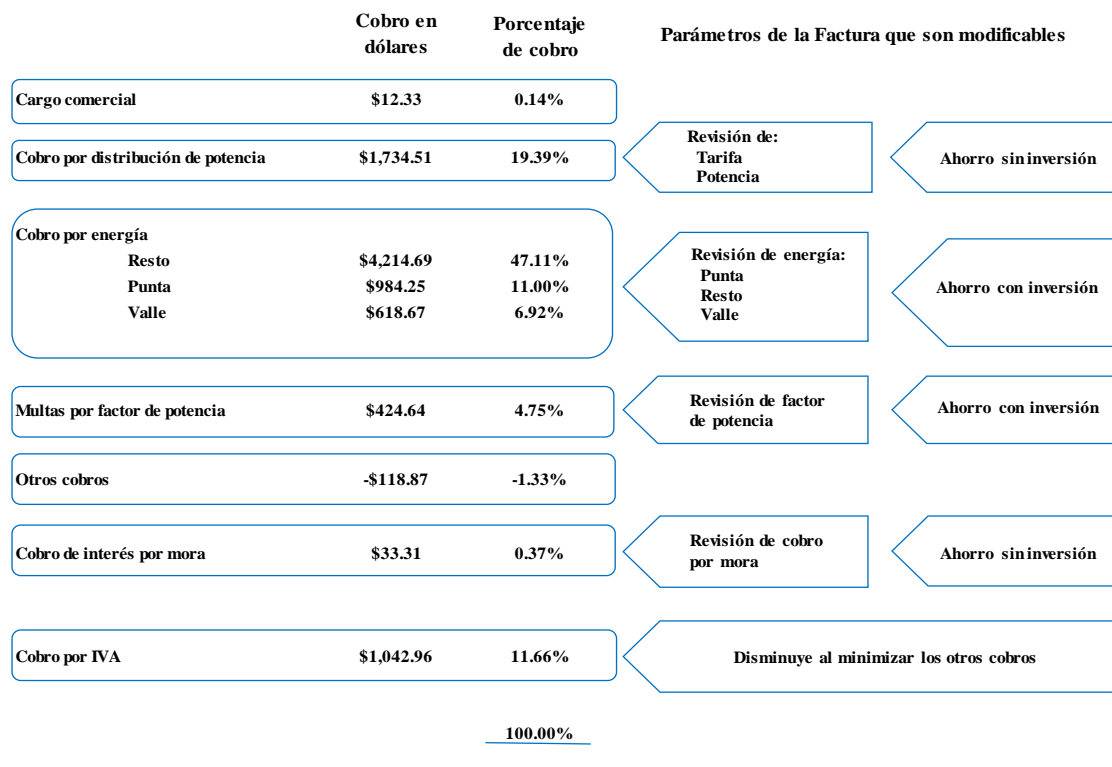 Cobro en dólares
Porcentaje de cobro
Parámetros de la Factura que son modificables
Cargo comercial $12.33 0.14%
Cobro por distribución de potencia $1,734.51 19.39%
Revisión de:
Tarifa
Potencia
Ahorro sin inversión
Cobro por energía
Resto $4,214.69 47.11%
Punta $984.25 11.00%
Valle $618.67 6.92%
Revisión de energía:
Punta
Resto
Valle
Ahorro con inversión
Multas por factor de potencia $424.64 4.75%
Revisión de factor
de potencia
Ahorro con inversión
Otros cobros -$118.87 -1.33%
Cobro de interés por mora $33.31 0.37%
Revisión de cobro
por mora
Ahorro sin inversión
Cobro por IVA $1,042.96 11.66%
Disminuye al minimizar los otros cobros
100.00%